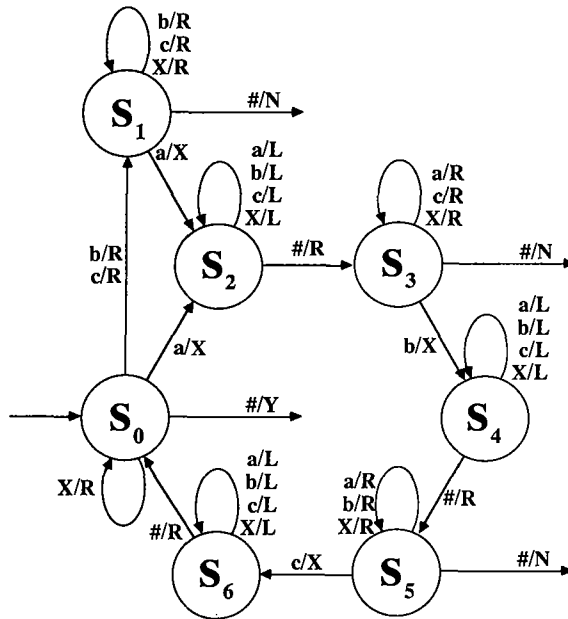 b/R
c/R
X/R
S1
#/N
a/X
a/L
b/L
c/L
X/L
a/R
c/R
X/R
b/R
c/R
S2
#/R
S3
#/N
a/X
b/X
a/L
b/L
c/L
X/L
S0
#/Y
S4
X/R
#/R
a/L
b/L
c/L
X/L
a/R
b/R
X/R
#/R
S6
c/X
S5
#/N